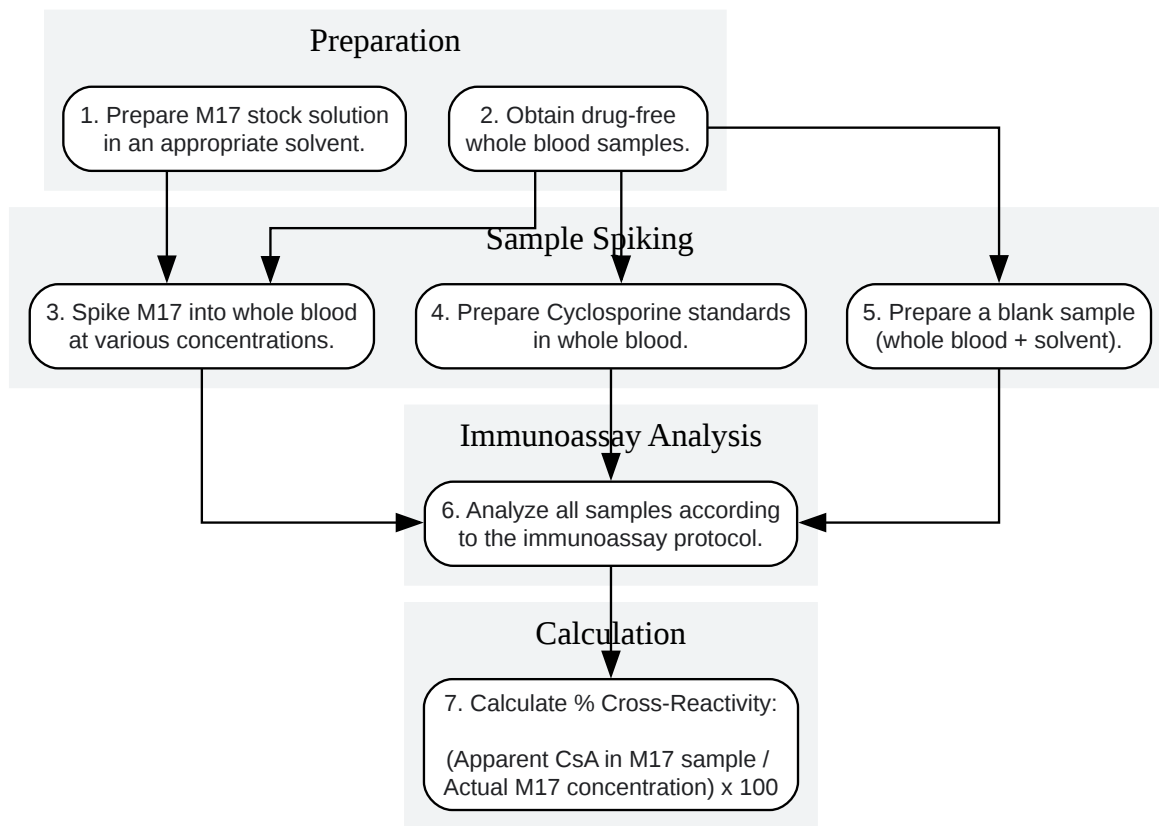 Preparation
1. Prepare M17 stock solution
in an appropriate solvent.
2. Obtain drug-free
whole blood samples.
Sample Spiking
3. Spike M17 into whole blood
at various concentrations.
4. Prepare Cyclosporine standards
in whole blood.
5. Prepare a blank sample
(whole blood + solvent).
Immunoassay Analysis
6. Analyze all samples according
to the immunoassay protocol.
Calculation
7. Calculate % Cross-Reactivity:
(Apparent CsA in M17 sample /
Actual M17 concentration) x 100